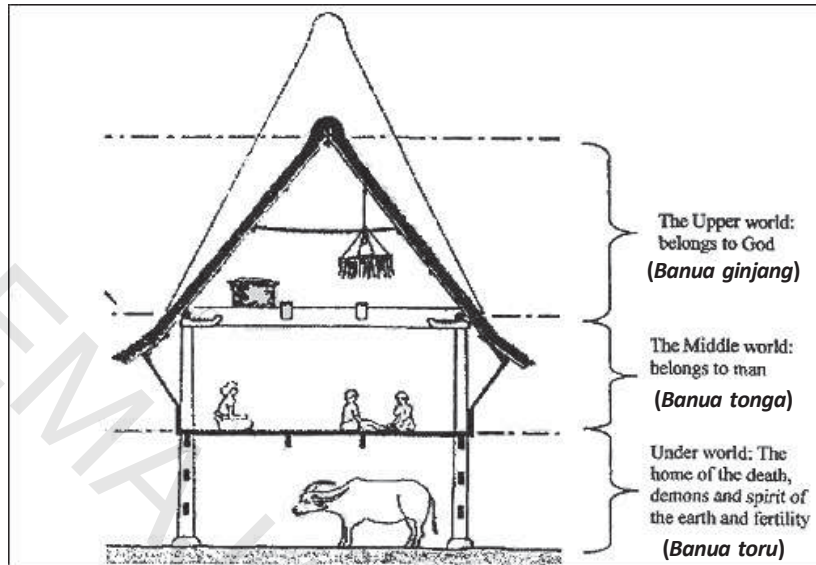 The Upper world:
belongs to God
(Banua ginjang)
The Middle world:
belongs to man
(Banua tonga)
Under world: The
home of the death,
demons and spirit of
the earth and fertility
(Banua toru)